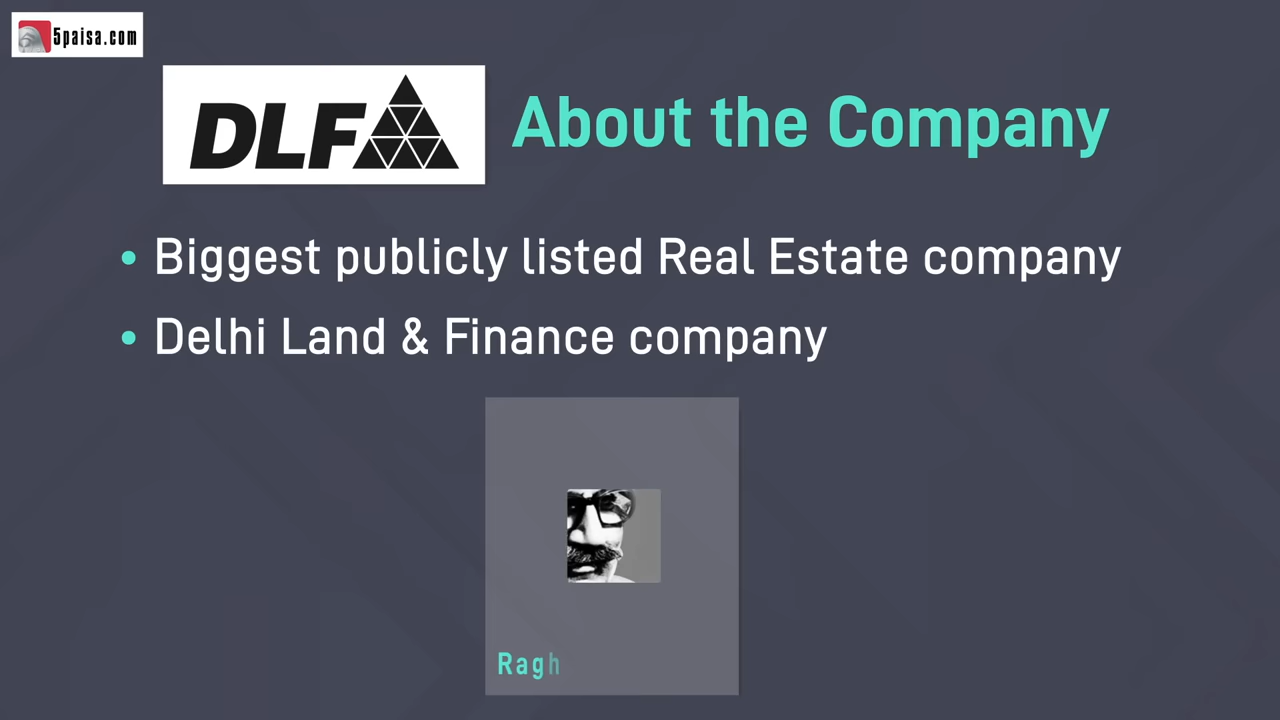 5paisa.com
DLF About the Company
• Biggest publicly listed Real Estate company
• Delhi Land & Finance company
Ragh